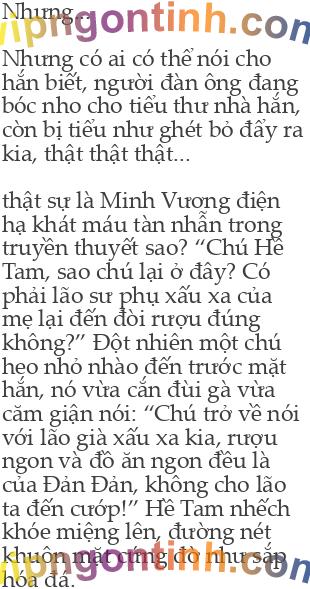 Nhưng...
vipngontinh.com
Nhưng có ai có thể nói cho
hắn biết, người đàn ông đang
bóc nho cho tiểu thư nhà hắn,
còn bị tiểu như ghét bỏ đẩy ra
kia, thật thật thật...
thật sự là Minh Vương điện
hạ khát máu tàn nhẫn trong
truyền thuyết sao? “Chú Hề
Tam, sao chú lại ở đây? Có
phải lão sư phụ xấu xa của
mẹ lại đến đòi rượu đúng
không?” Đột nhiên một chú
heo nhỏ nhào đến trước mặt
hắn, nó vừa cắn đùi gà vừa
căm giận nói: “Chú trở về nói
với lão già xấu xa kia, rượu
ngon và đồ ăn ngon đều là
của Đản Đản, không cho lão
ta đến cướp!” Hề Tam nhếch
khóe miệng lên, đường nét
khuôn mặt cứng đờ như sắp
vipngontinh.com
hóa đá.